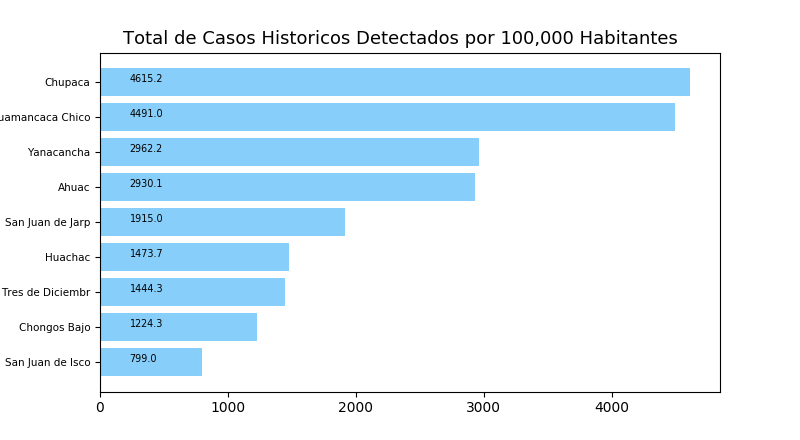 Total de Casos Historicos Detectados por 100,000 Habitantes
Chupaca 4615.2
uamancaca Chico 4491.0
Yanacancha 2962.2
Ahuac 2930.1
San Juan de Jarp 1915.0
Huachac 1473.7
Tres de Diciembr 1444.3
Chongos Bajo 1224.3
San Juan de Isco 799.0
0 1000 2000 3000 4000